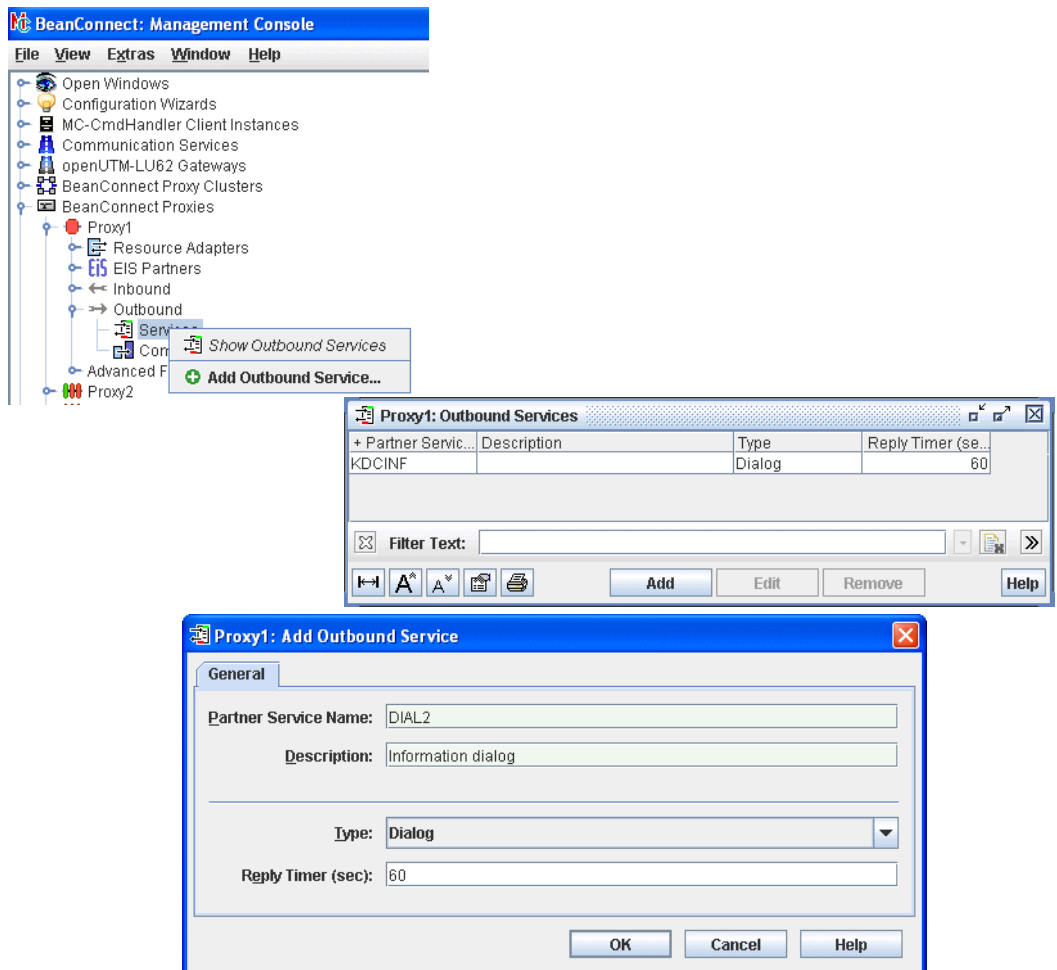 BeanConnect: Management Console
File View Extras Window Help
Open Windows
Configuration Wizards
MC-CmdHandler Client Instances
Communication Services
openUTM-LU62 Gateways
BeanConnect Proxy Clusters
BeanConnect Proxies
Proxy1
Resource Adapters
EIS Partners
Inbound
Outbound
Services
Show Outbound Services
Com
Add Outbound Service...
Advanced F
Proxy2
Proxy1: Outbound Services
+ Partner Servic... Description Type Reply Timer (se...
KDCINF Dialog 60
Filter Text:
Add Edit Remove Help
Proxy1: Add Outbound Service
General
Partner Service Name: DIAL2
Description: Information dialog
Type: Dialog
Reply Timer (sec): 60
OK Cancel Help